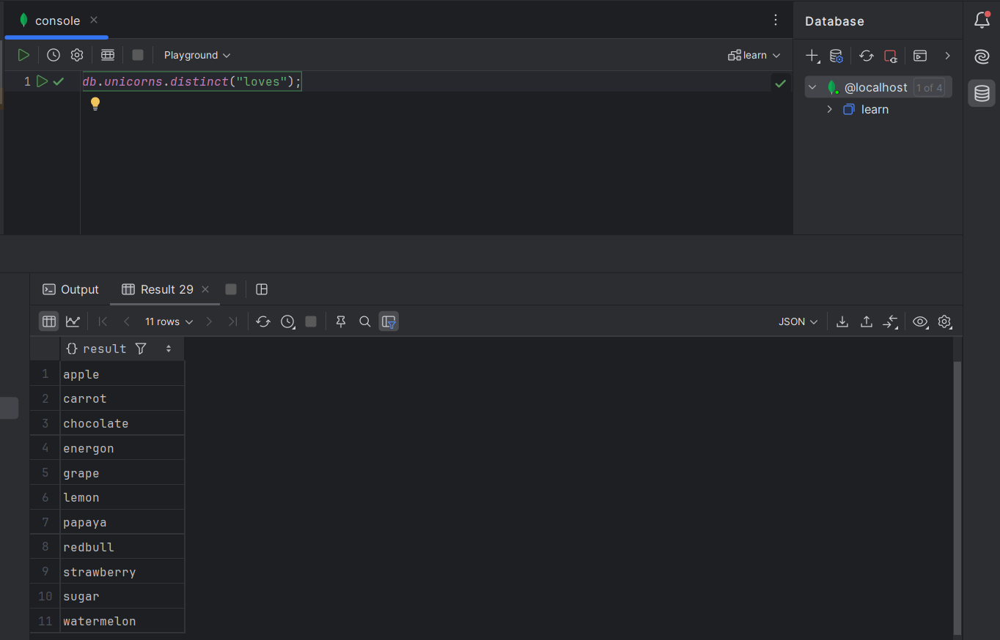 console
Database
Playground
learn
1
db.unicorns.distinct("loves");
@localhost 1 of 4
learn
Output
Result 29
11 rows
JSON
{} result
1 apple
2 carrot
3 chocolate
4 energon
5 grape
6 lemon
7 papaya
8 redbull
9 strawberry
10 sugar
11 watermelon